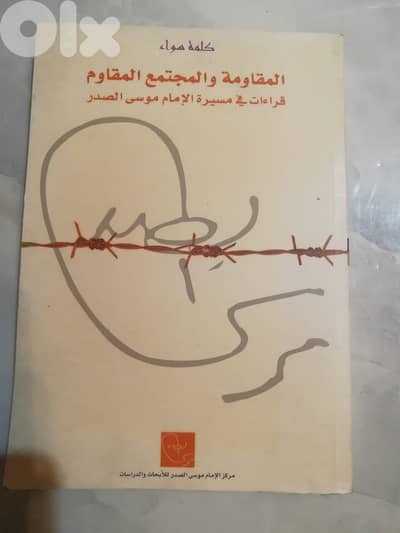 OLX
كلمة سواء
المقاومة والمجتمع المقاوم
قراءات في مسيرة الإمام موسى الصدر
مركز الإمام موسى الصدر للأبحاث والدراسات